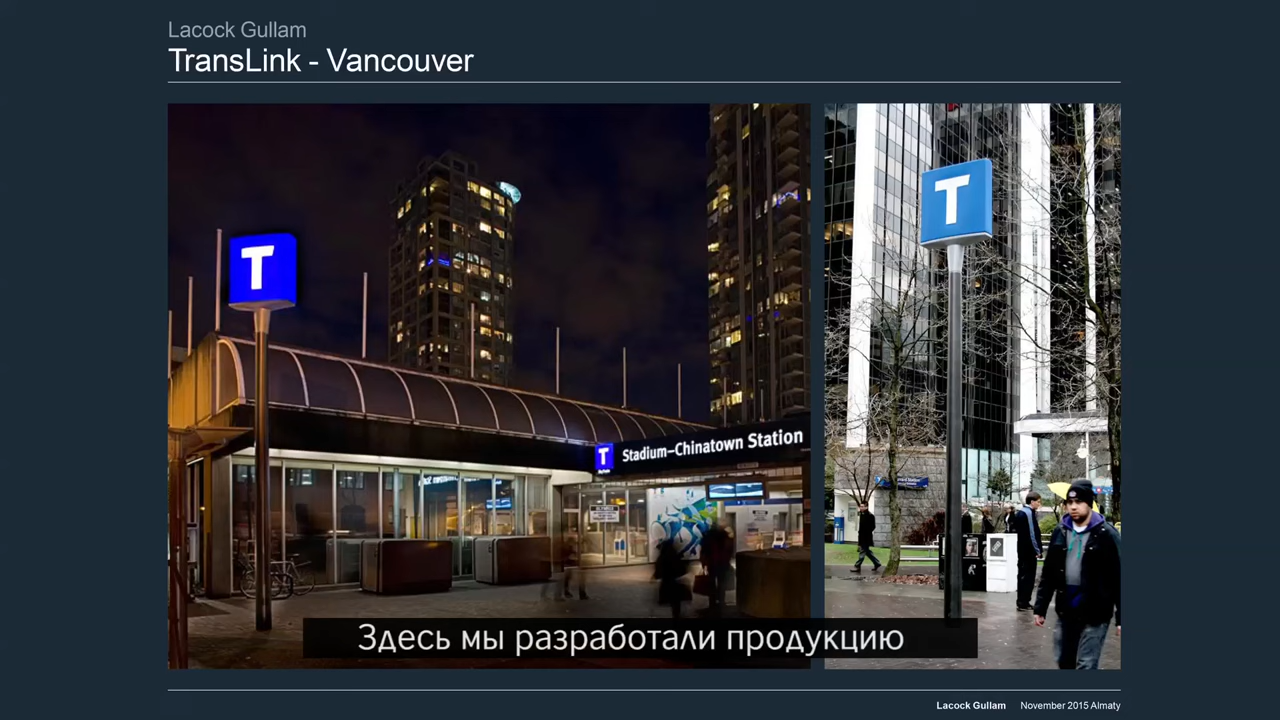 Lacock Gullam
TransLink - Vancouver
T
T
T Stadium–Chinatown Station
Здесь мы разработали продукцию
Lacock Gullam November 2015 Almaty